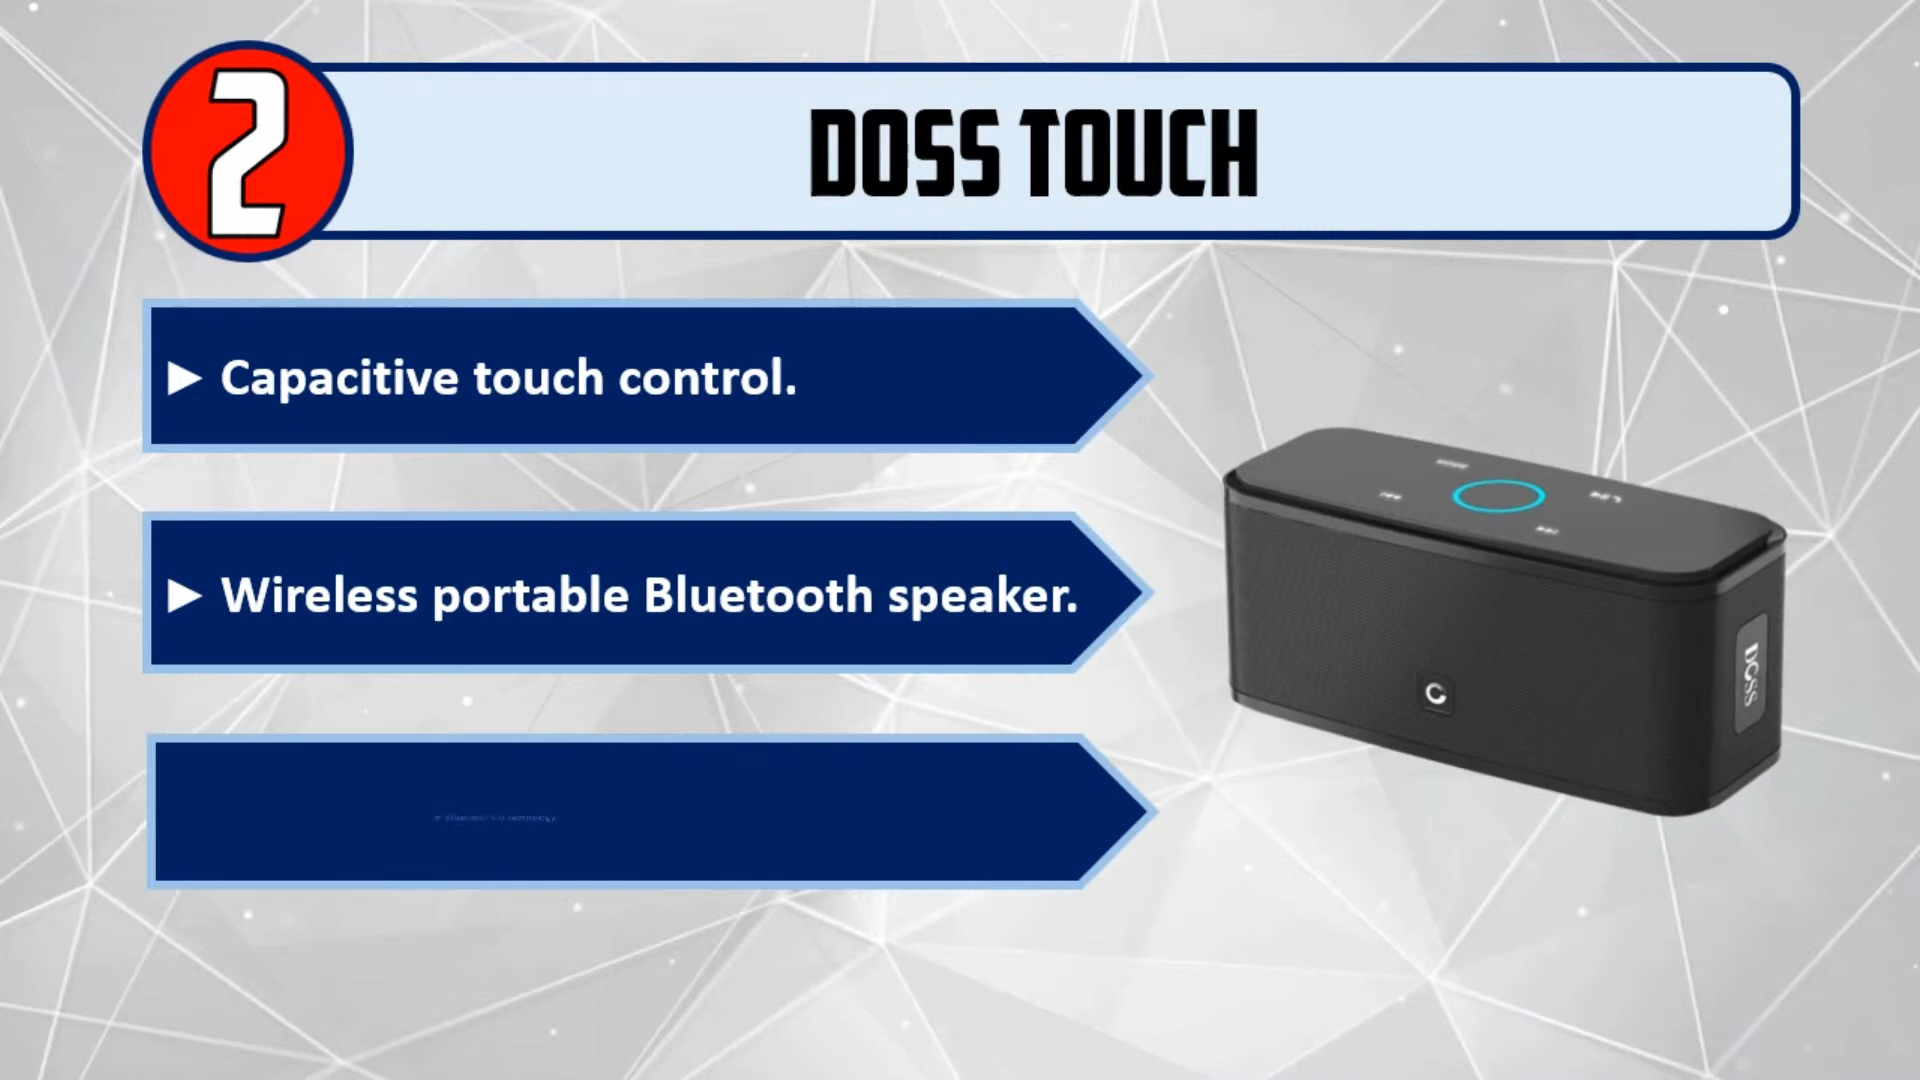 2
DOSS TOUCH
► Capacitive touch control.
► Wireless portable Bluetooth speaker.
DOSS